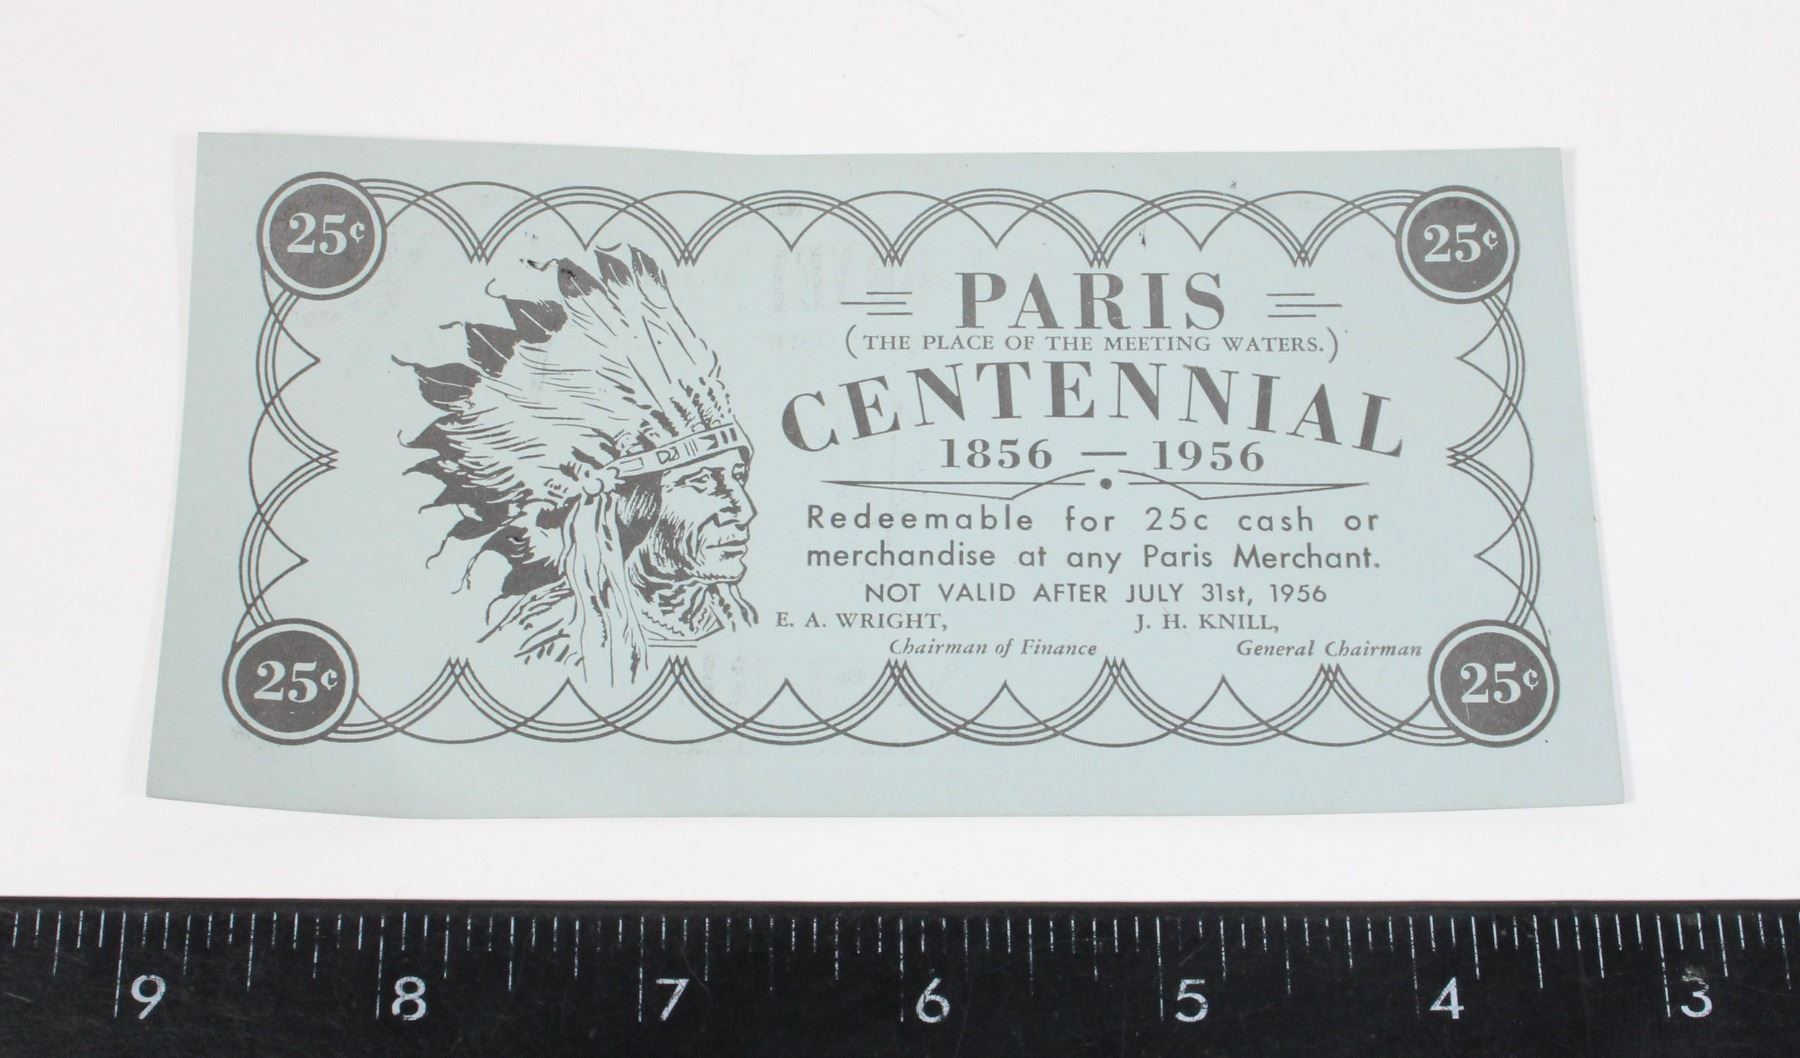 25¢ 25¢
PARIS
(THE PLACE OF THE MEETING WATERS.)
CENTENNIAL
1856 — 1956
Redeemable for 25c cash or
merchandise at any Paris Merchant.
NOT VALID AFTER JULY 31st, 1956
E. A. WRIGHT, J. H. KNILL,
Chairman of Finance General Chairman
25¢ 25¢
9 8 7 6 5 4 3